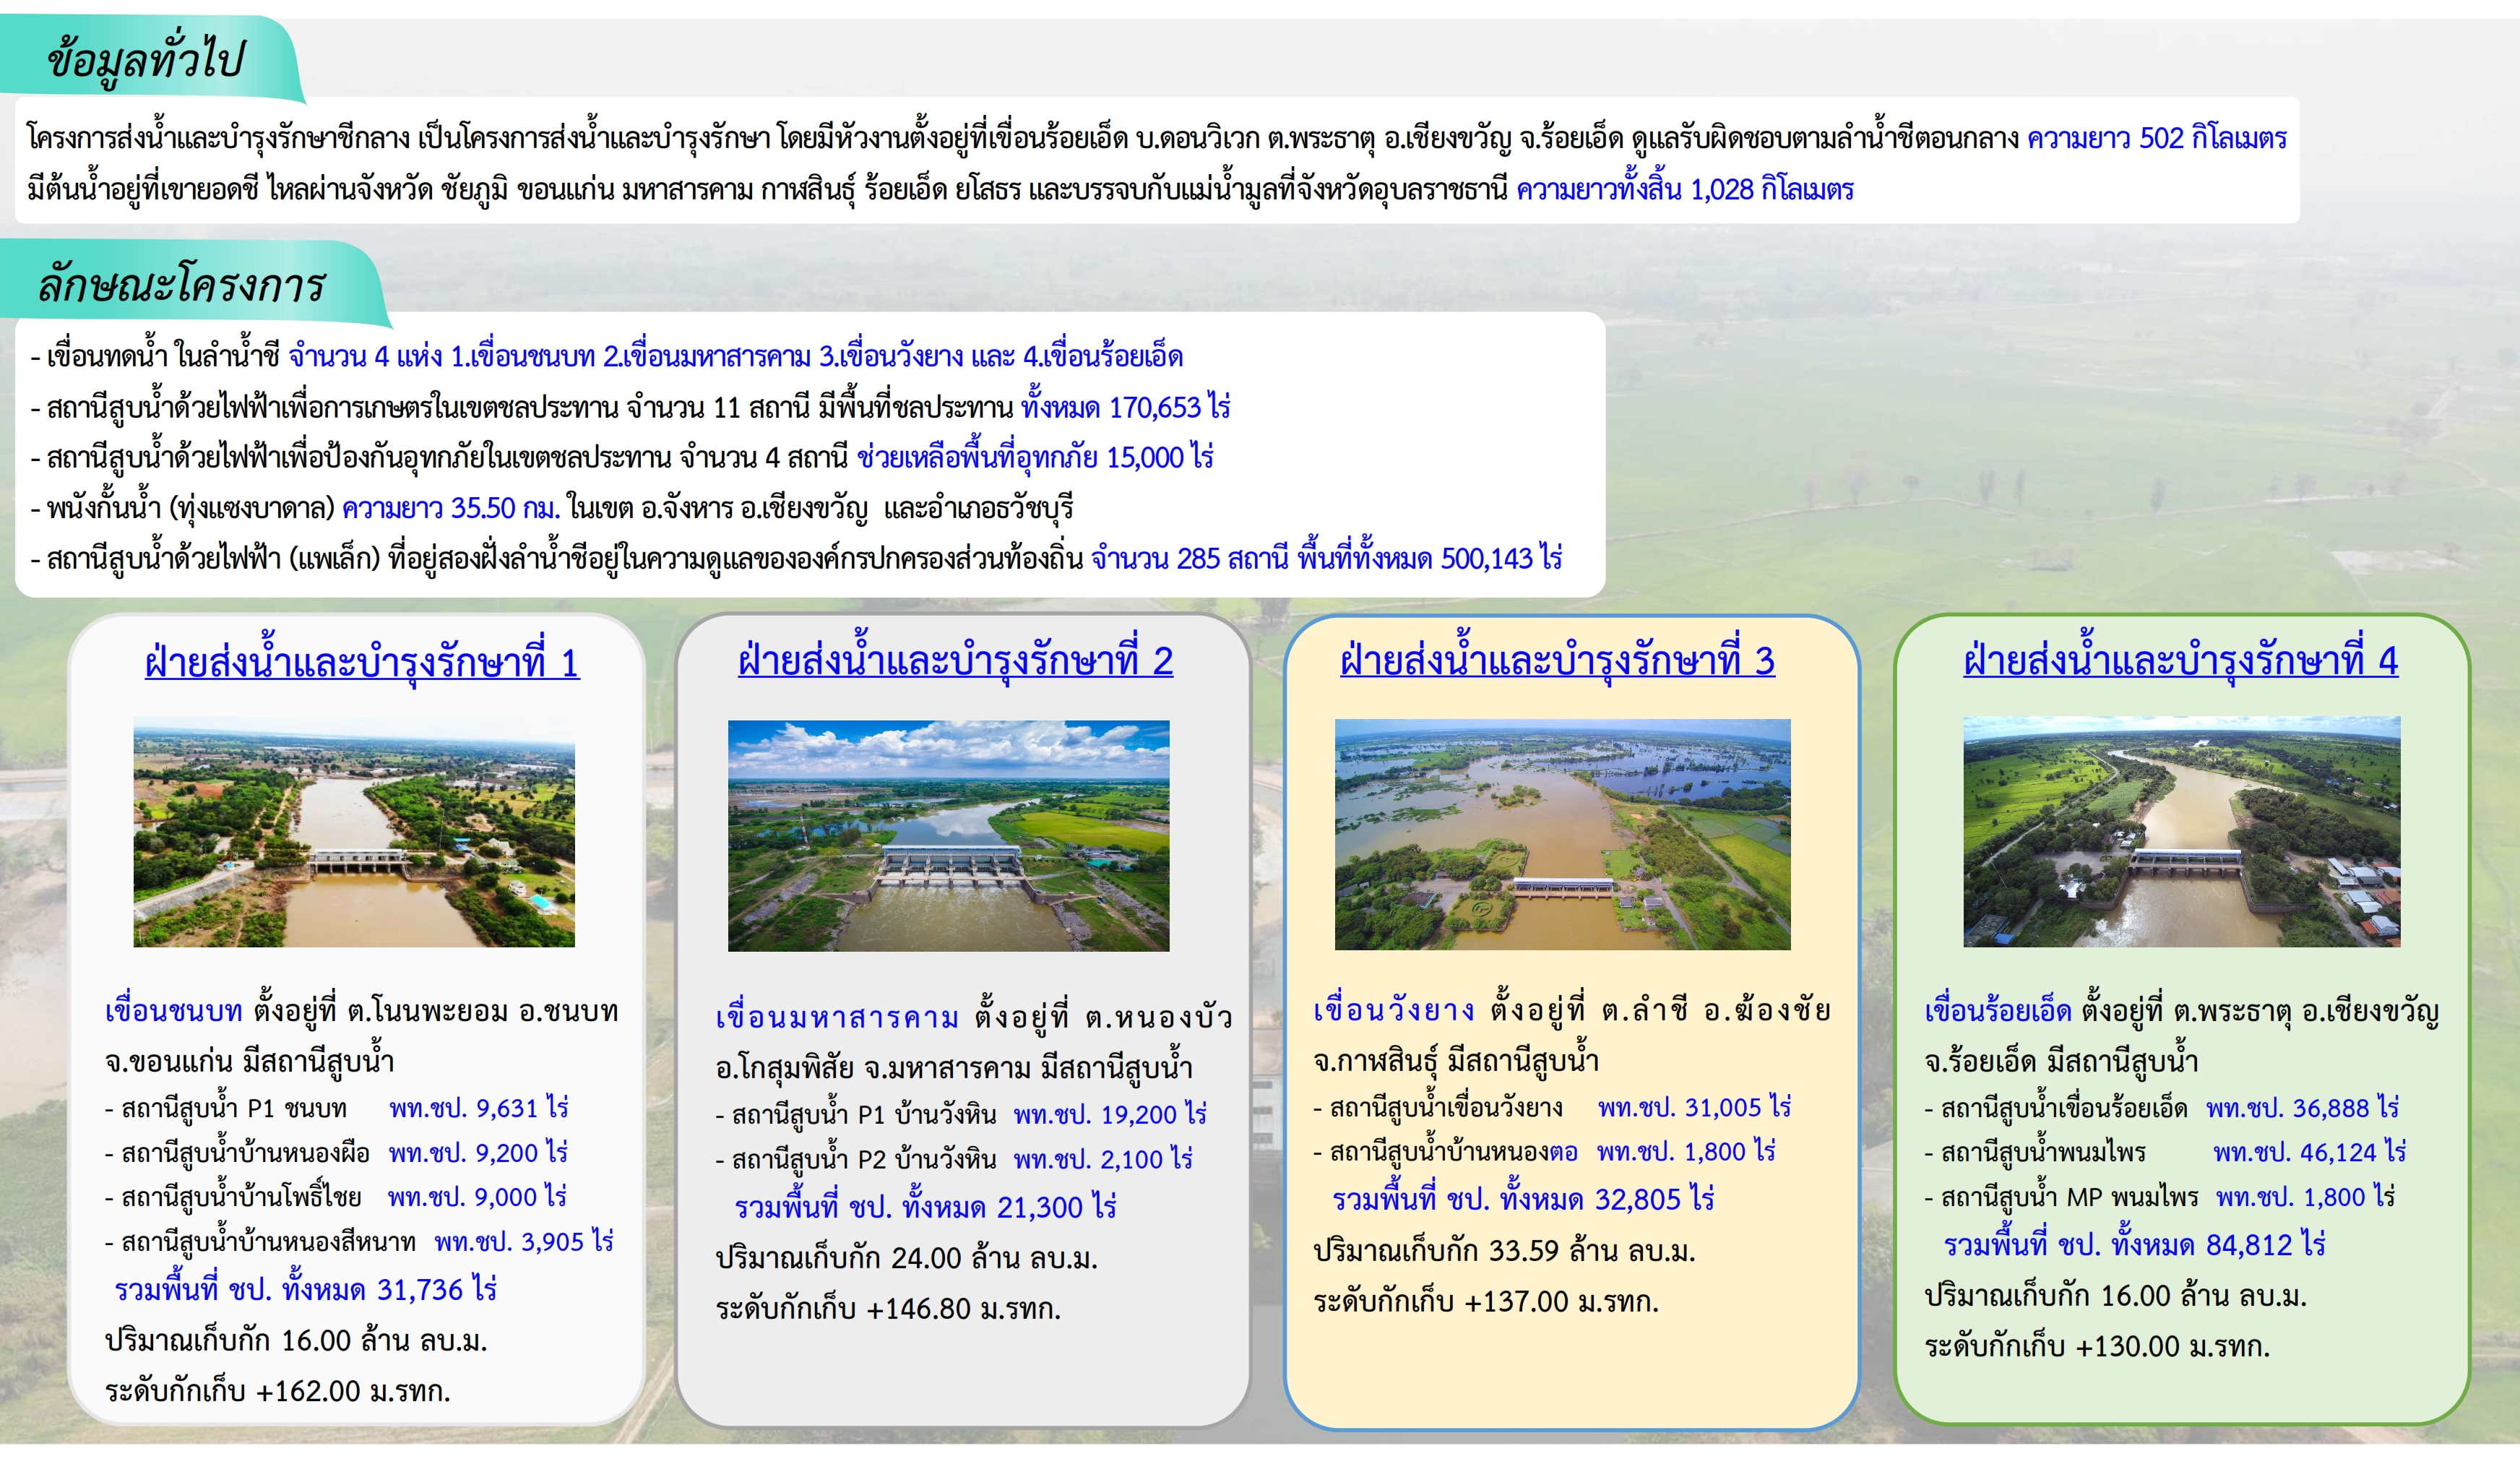 ข้อมูลทั่วไป
โครงการส่งน้ำและบำรุงรักษาชีกลาง เป็นโครงการส่งน้ำและบำรุงรักษา โดยมีหัวงานตั้งอยู่ที่เขื่อนร้อยเอ็ด บ.ดอนวิเวก ต.พระธาตุ อ.เชียงขวัญ จ.ร้อยเอ็ด ดูแลรับผิดชอบตามลำน้ำชีตอนกลาง ความยาว 502 กิโลเมตร
มีต้นน้ำอยู่ที่เขายอดชี ไหลผ่านจังหวัด ชัยภูมิ ขอนแก่น มหาสารคาม กาฬสินธุ์ ร้อยเอ็ด ยโสธร และบรรจบกับแม่น้ำมูลที่จังหวัดอุบลราชธานี ความยาวทั้งสิ้น 1,028 กิโลเมตร
ลักษณะโครงการ
- เขื่อนทดน้ำ ในลำน้ำชี จำนวน 4 แห่ง 1.เขื่อนชนบท 2.เขื่อนมหาสารคาม 3.เขื่อนวังยาง และ 4.เขื่อนร้อยเอ็ด
- สถานีสูบน้ำด้วยไฟฟ้าเพื่อการเกษตรในเขตชลประทาน จำนวน 11 สถานี มีพื้นที่ชลประทาน ทั้งหมด 170,653 ไร่
- สถานีสูบน้ำด้วยไฟฟ้าเพื่อป้องกันอุทกภัยในเขตชลประทาน จำนวน 4 สถานี ช่วยเหลือพื้นที่อุทกภัย 15,000 ไร่
- พนังกั้นน้ำ (ทุ่งแซงบาดาล) ความยาว 35.50 กม. ในเขต อ.จังหาร อ.เชียงขวัญ และอำเภอธวัชบุรี
- สถานีสูบน้ำด้วยไฟฟ้า (แพเล็ก) ที่อยู่สองฝั่งลำน้ำชีอยู่ในความดูแลขององค์กรปกครองส่วนท้องถิ่น จำนวน 285 สถานี พื้นที่ทั้งหมด 500,143 ไร่
ฝ่ายส่งน้ำและบำรุงรักษาที่ 1
เขื่อนชนบท ตั้งอยู่ที่ ต.โนนพะยอม อ.ชนบท
จ.ขอนแก่น มีสถานีสูบน้ำ
- สถานีสูบน้ำ P1 ชนบท พท.ชป. 9,631 ไร่
- สถานีสูบน้ำบ้านหนองผือ พท.ชป. 9,200 ไร่
- สถานีสูบน้ำบ้านโพธิ์ไชย พท.ชป. 9,000 ไร่
- สถานีสูบน้ำบ้านหนองสีหนาท พท.ชป. 3,905 ไร่
รวมพื้นที่ ชป. ทั้งหมด 31,736 ไร่
ปริมาณเก็บกัก 16.00 ล้าน ลบ.ม.
ระดับกักเก็บ +162.00 ม.รทก.
ฝ่ายส่งน้ำและบำรุงรักษาที่ 2
เขื่อนมหาสารคาม ตั้งอยู่ที่ ต.หนองบัว
อ.โกสุมพิสัย จ.มหาสารคาม มีสถานีสูบน้ำ
- สถานีสูบน้ำ P1 บ้านวังหิน พท.ชป. 19,200 ไร่
- สถานีสูบน้ำ P2 บ้านวังหิน พท.ชป. 2,100 ไร่
รวมพื้นที่ ชป. ทั้งหมด 21,300 ไร่
ปริมาณเก็บกัก 24.00 ล้าน ลบ.ม.
ระดับกักเก็บ +146.80 ม.รทก.
ฝ่ายส่งน้ำและบำรุงรักษาที่ 3
เขื่อนวังยาง ตั้งอยู่ที่ ต.ลำชี อ.ฆ้องชัย
จ.กาฬสินธุ์ มีสถานีสูบน้ำ
- สถานีสูบน้ำเขื่อนวังยาง พท.ชป. 31,005 ไร่
- สถานีสูบน้ำบ้านหนองตอ พท.ชป. 1,800 ไร่
รวมพื้นที่ ชป. ทั้งหมด 32,805 ไร่
ปริมาณเก็บกัก 33.59 ล้าน ลบ.ม.
ระดับกักเก็บ +137.00 ม.รทก.
ฝ่ายส่งน้ำและบำรุงรักษาที่ 4
เขื่อนร้อยเอ็ด ตั้งอยู่ที่ ต.พระธาตุ อ.เชียงขวัญ
จ.ร้อยเอ็ด มีสถานีสูบน้ำ
- สถานีสูบน้ำเขื่อนร้อยเอ็ด พท.ชป. 36,888 ไร่
- สถานีสูบน้ำพนมไพร พท.ชป. 46,124 ไร่
- สถานีสูบน้ำ MP พนมไพร พท.ชป. 1,800 ไร่
รวมพื้นที่ ชป. ทั้งหมด 84,812 ไร่
ปริมาณเก็บกัก 16.00 ล้าน ลบ.ม.
ระดับกักเก็บ +130.00 ม.รทก.